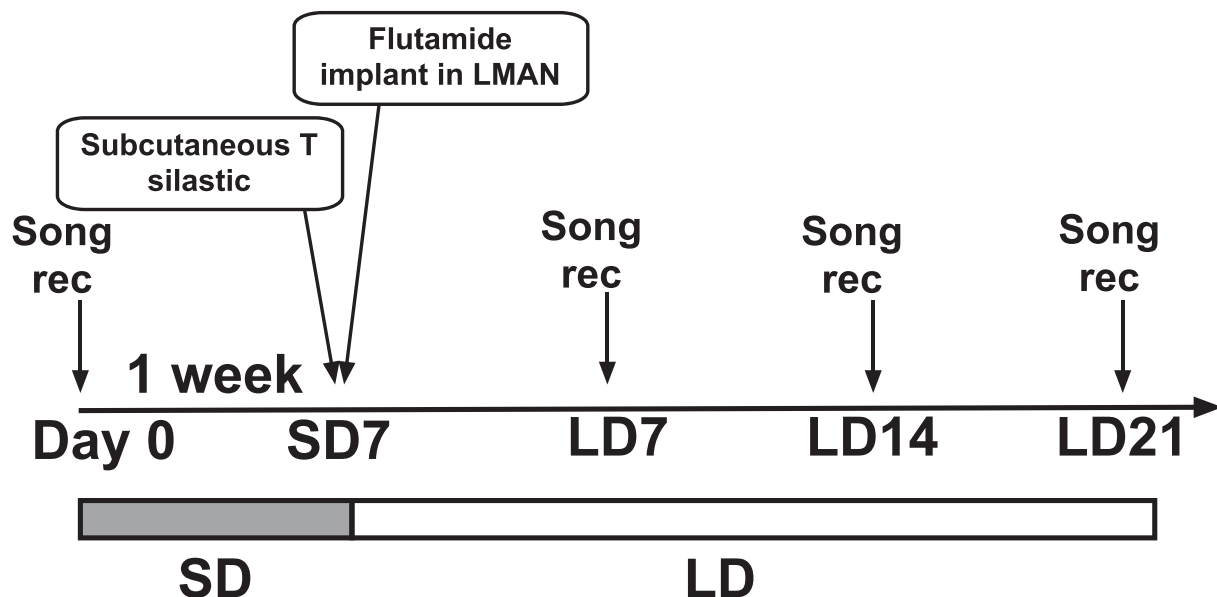 Flutamide
implant in LMAN
Subcutaneous T
silastic
Song
rec
Song
rec
Song
rec
Song
rec
1 week
Day 0
SD7
LD7
LD14
LD21
SD
LD